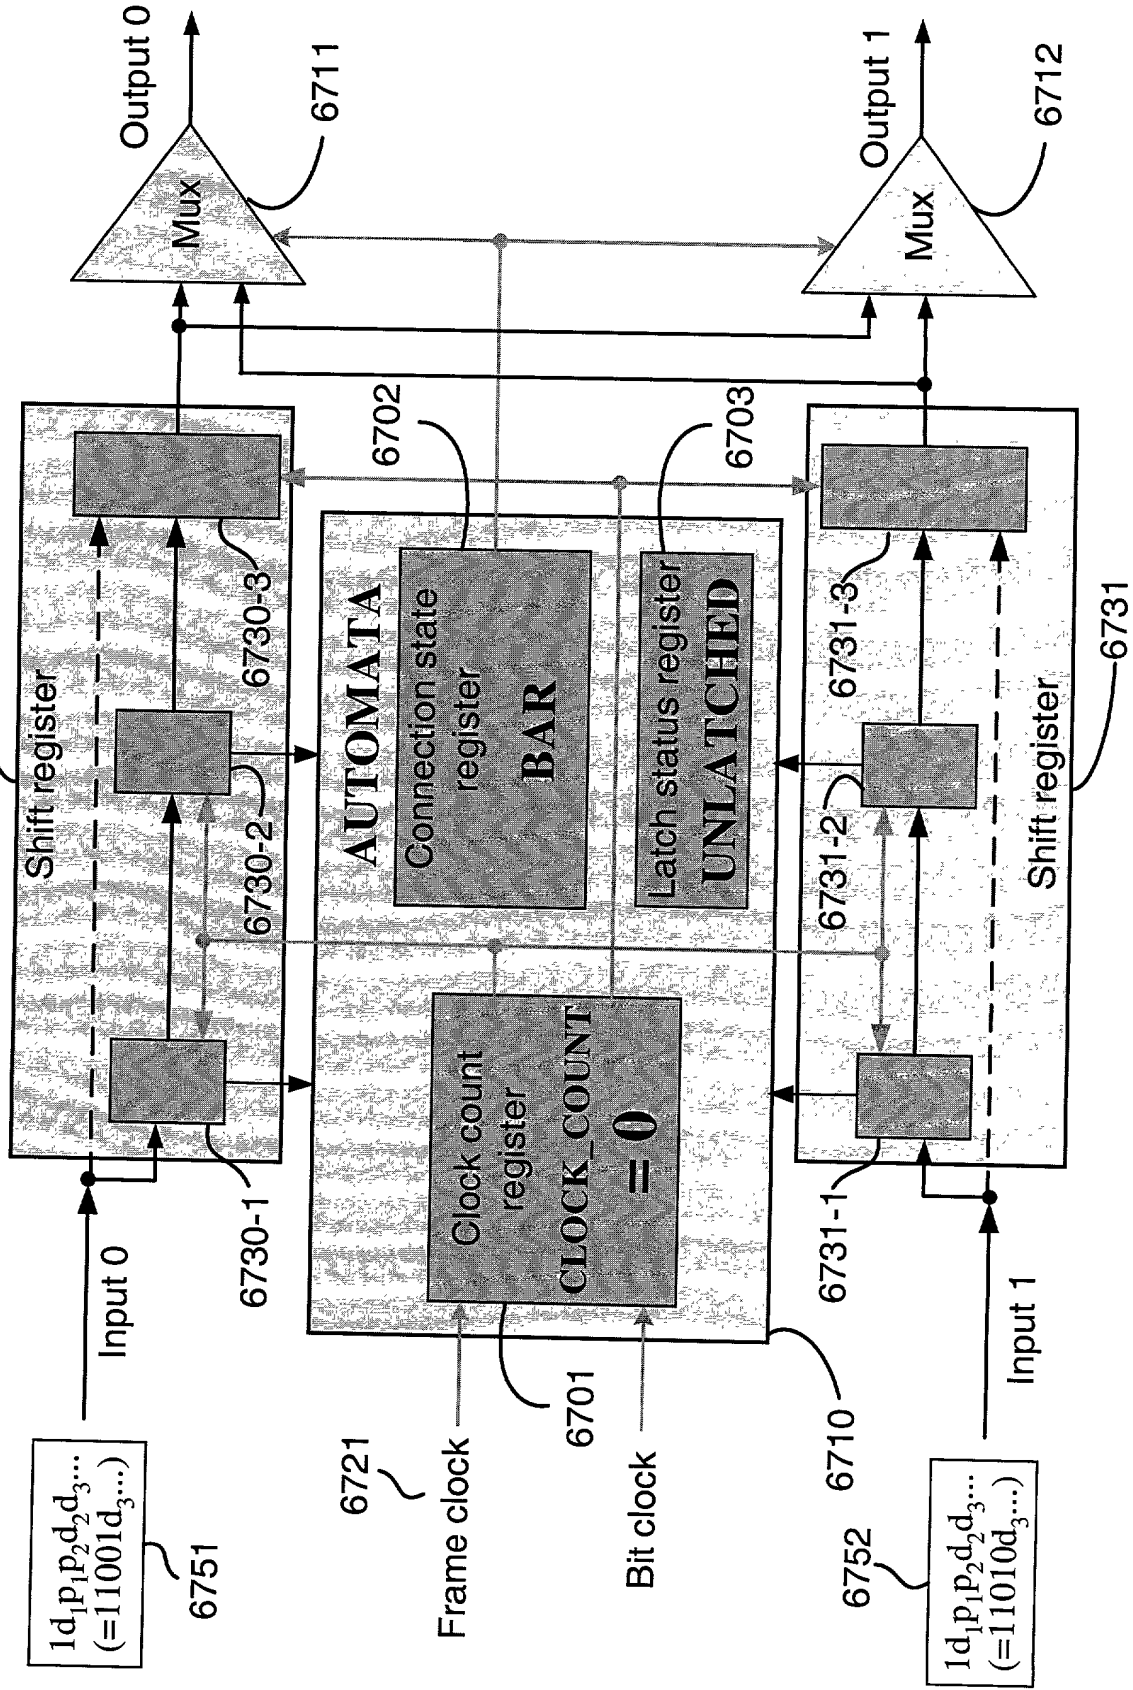 1d1p1p2d2d3...
(=11001d3...)
6751
Input 0
Shift register
6730-1
6730-2
6730-3
Mux
Output 0
6711
6721
Frame clock
Bit clock
6701
Clock count
register
CLOCK_COUNT
= 0
AUTOMATA
Connection state
register
BAR
6702
Latch status register
UNLATCHED
6703
6710
1d1p1p2d2d3...
(=11010d3...)
6752
Input 1
6731-1
6731-2
6731-3
Shift register
6731
Mux
Output 1
6712